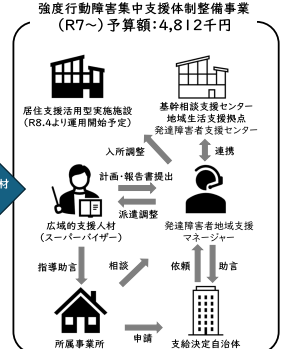 強度行動障害集中支援体制整備事業
(R7～)予算額:4,812千円
居住支援活用型実施施設
(R8.4より運用開始予定)
基幹相談支援センター
地域生活支援拠点
発達障害者支援センター
入所調整
連携
材
計画・報告書提出
派遣調整
広域的支援人材
(スーパーバイザー)
発達障害者地域支援
マネージャー
指導助言
相談
依頼
助言
申請
所属事業所
支給決定自治体